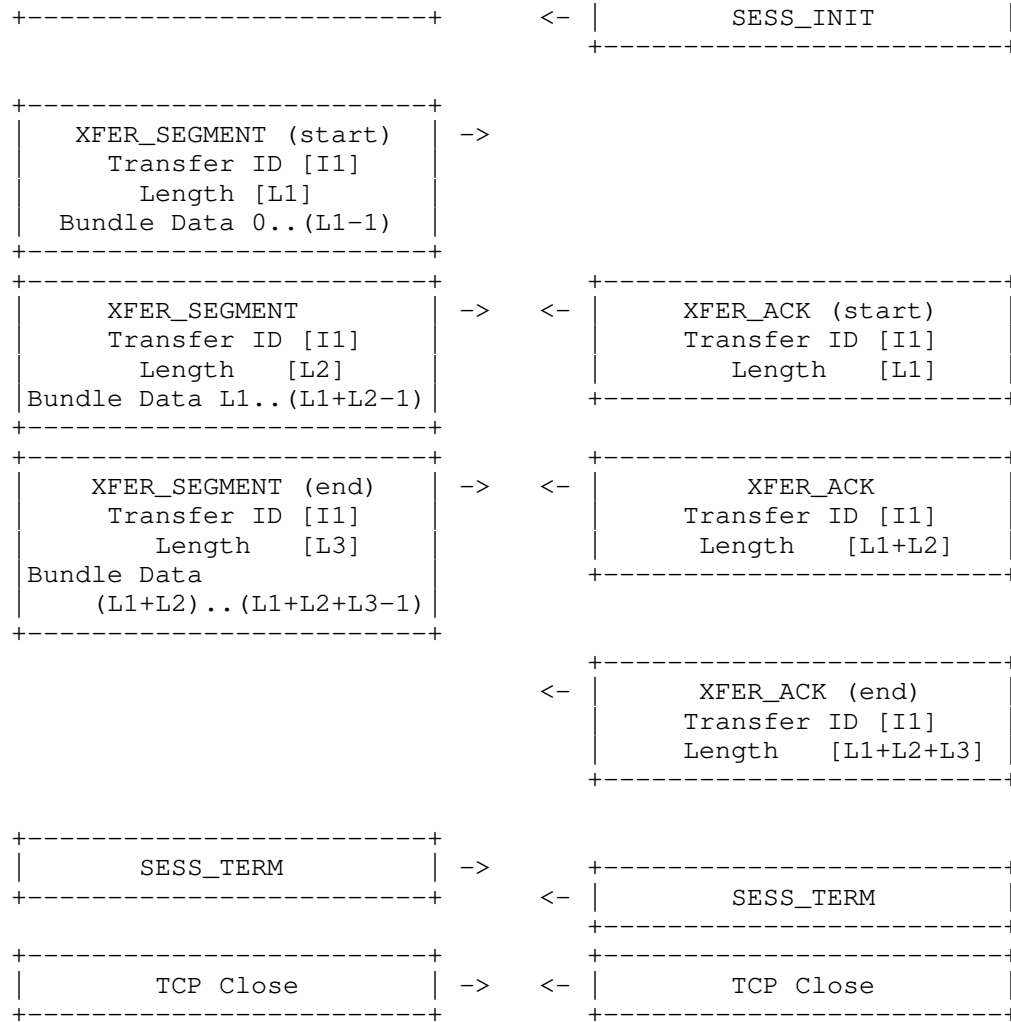 +-------------------------+ <- | SESS_INIT |
+-------------------------+
+-------------------------+
| XFER_SEGMENT (start) | ->
| Transfer ID [I1] |
| Length [L1] |
| Bundle Data 0..(L1-1) |
+-------------------------+
+-------------------------+ +-------------------------+
| XFER_SEGMENT | -> <- | XFER_ACK (start) |
| Transfer ID [I1] | | Transfer ID [I1] |
| Length [L2] | | Length [L1] |
|Bundle Data L1..(L1+L2-1)| +-------------------------+
+-------------------------+
+-------------------------+ +-------------------------+
| XFER_SEGMENT (end) | -> <- | XFER_ACK |
| Transfer ID [I1] | | Transfer ID [I1] |
| Length [L3] | | Length [L1+L2] |
|Bundle Data | +-------------------------+
| (L1+L2)..(L1+L2+L3-1)|
+-------------------------+
+-------------------------+
<- | XFER_ACK (end) |
| Transfer ID [I1] |
| Length [L1+L2+L3] |
+-------------------------+
+-------------------------+
| SESS_TERM | -> +-------------------------+
+-------------------------+ <- | SESS_TERM |
+-------------------------+
+-------------------------+ +-------------------------+
| TCP Close | -> <- | TCP Close |
+-------------------------+ +-------------------------+